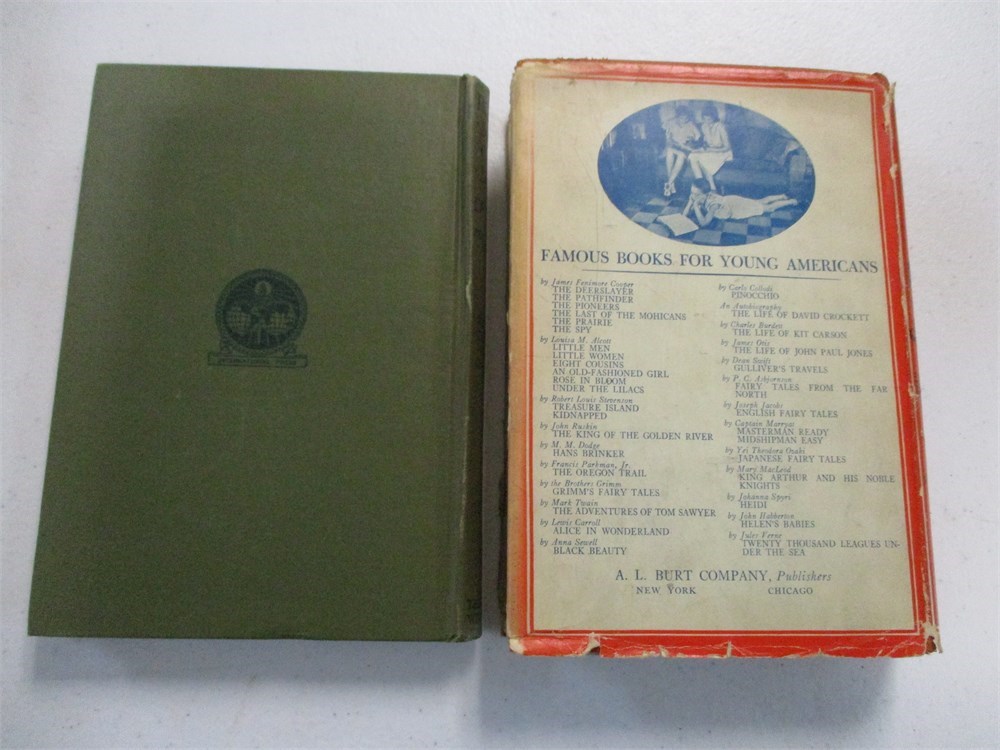 FAMOUS BOOKS FOR YOUNG AMERICANS
by James Fenimore Cooper
THE DEERSLAYER
THE PATHFINDER
THE PIONEERS
THE LAST OF THE MOHICANS
THE PRAIRIE
THE SPY
by Louisa M. Alcott
LITTLE MEN
LITTLE WOMEN
EIGHT COUSINS
AN OLD-FASHIONED GIRL
ROSE IN BLOOM
UNDER THE LILACS
by Robert Louis Stevenson
TREASURE ISLAND
KIDNAPPED
by John Ruskin
THE KING OF THE GOLDEN RIVER
by M. M. Dodge
HANS BRINKER
by Francis Parkman, Jr.
THE OREGON TRAIL
by the Brothers Grimm
GRIMM'S FAIRY TALES
by Mark Twain
THE ADVENTURES OF TOM SAWYER
by Lewis Carroll
ALICE IN WONDERLAND
by Anna Sewell
BLACK BEAUTY
by Carlo Collodi
PINOCCHIO
An Autobiography
THE LIFE OF DAVID CROCKETT
by Charles Burdett
THE LIFE OF KIT CARSON
by James Otis
THE LIFE OF JOHN PAUL JONES
by Dean Swift
GULLIVER'S TRAVELS
by P. C. Asbjornson
FAIRY TALES FROM THE FAR
NORTH
by Joseph Jacobs
ENGLISH FAIRY TALES
by Captain Marryat
MASTERMAN READY
MIDSHIPMAN EASY
by Yei Theodora Ozaki
JAPANESE FAIRY TALES
by Mary MacLeod
KING ARTHUR AND HIS NOBLE
KNIGHTS
by Johanna Spyri
HEIDI
by John Habberton
HELEN'S BABIES
by Jules Verne
TWENTY THOUSAND LEAGUES UN-
DER THE SEA
A. L. BURT COMPANY, Publishers
NEW YORK CHICAGO